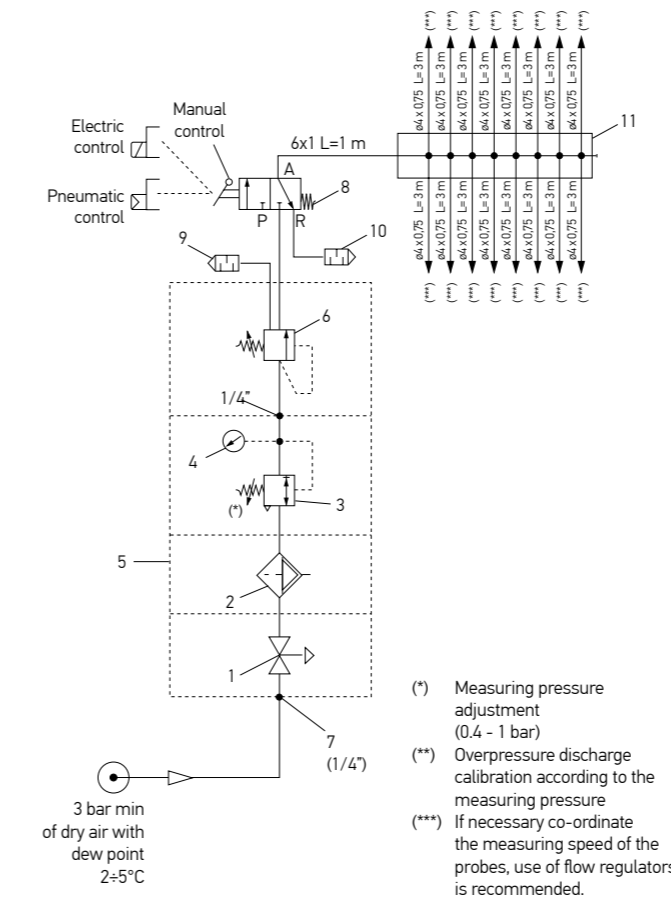 (***)
(***)
(***)
(***)
(***)
(***)
(***)
(***)
ø4 x 0,75 L= 3 m
ø4 x 0,75 L= 3 m
ø4 x 0,75 L= 3 m
ø4 x 0,75 L= 3 m
ø4 x 0,75 L= 3 m
ø4 x 0,75 L= 3 m
ø4 x 0,75 L= 3 m
ø4 x 0,75 L= 3 m
11
Manual
control
Electric
control
6x1 L=1 m
A
Pneumatic
control
8
P
R
ø4 x 0,75 L= 3 m
ø4 x 0,75 L= 3 m
ø4 x 0,75 L= 3 m
ø4 x 0,75 L= 3 m
ø4 x 0,75 L= 3 m
ø4 x 0,75 L= 3 m
ø4 x 0,75 L= 3 m
ø4 x 0,75 L= 3 m
(***)
(***)
(***)
(***)
(***)
(***)
(***)
(***)
9
10
6
1/4"
4
(*)
3
5
2
1
7
(1/4")
3 bar min
of dry air with
dew point
2÷5°C
(*) Measuring pressure
adjustment
(0.4 - 1 bar)
(**) Overpressure discharge
calibration according to the
measuring pressure
(***) If necessary co-ordinate
the measuring speed of the
probes, use of flow regulators
is recommended.